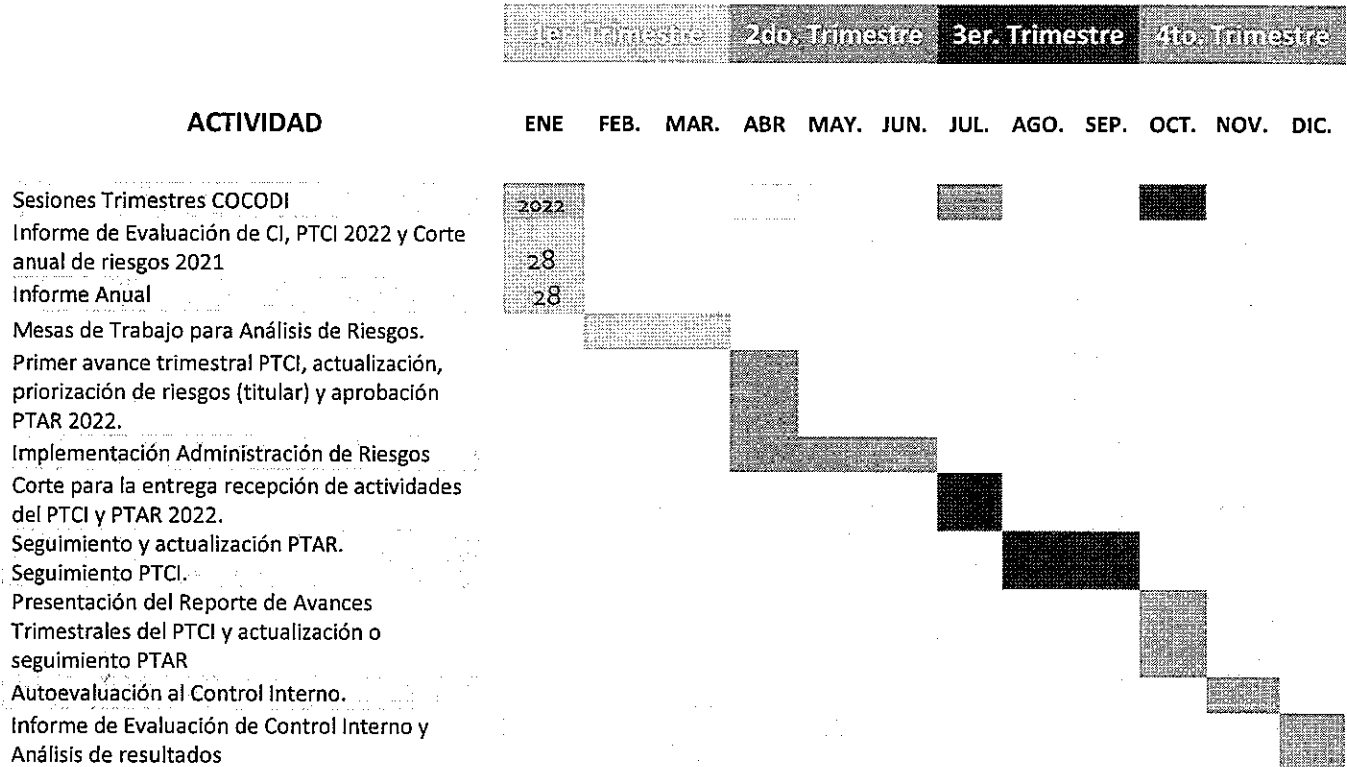 1er. Trimestre 2do. Trimestre 3er. Trimestre 4to. Trimestre
ACTIVIDAD ENE FEB. MAR. ABR MAY. JUN. JUL. AGO. SEP. OCT. NOV. DIC.
Sesiones Trimestres COCODI 2022
Informe de Evaluación de CI, PTCI 2022 y Corte
anual de riesgos 2021 28
Informe Anual 28
Mesas de Trabajo para Análisis de Riesgos.
Primer avance trimestral PTCI, actualización,
priorización de riesgos (titular) y aprobación
PTAR 2022.
Implementación Administración de Riesgos
Corte para la entrega recepción de actividades
del PTCI y PTAR 2022.
Seguimiento y actualización PTAR.
Seguimiento PTCI.
Presentación del Reporte de Avances
Trimestrales del PTCI y actualización o
seguimiento PTAR
Autoevaluación al Control Interno.
Informe de Evaluación de Control Interno y
Análisis de resultados